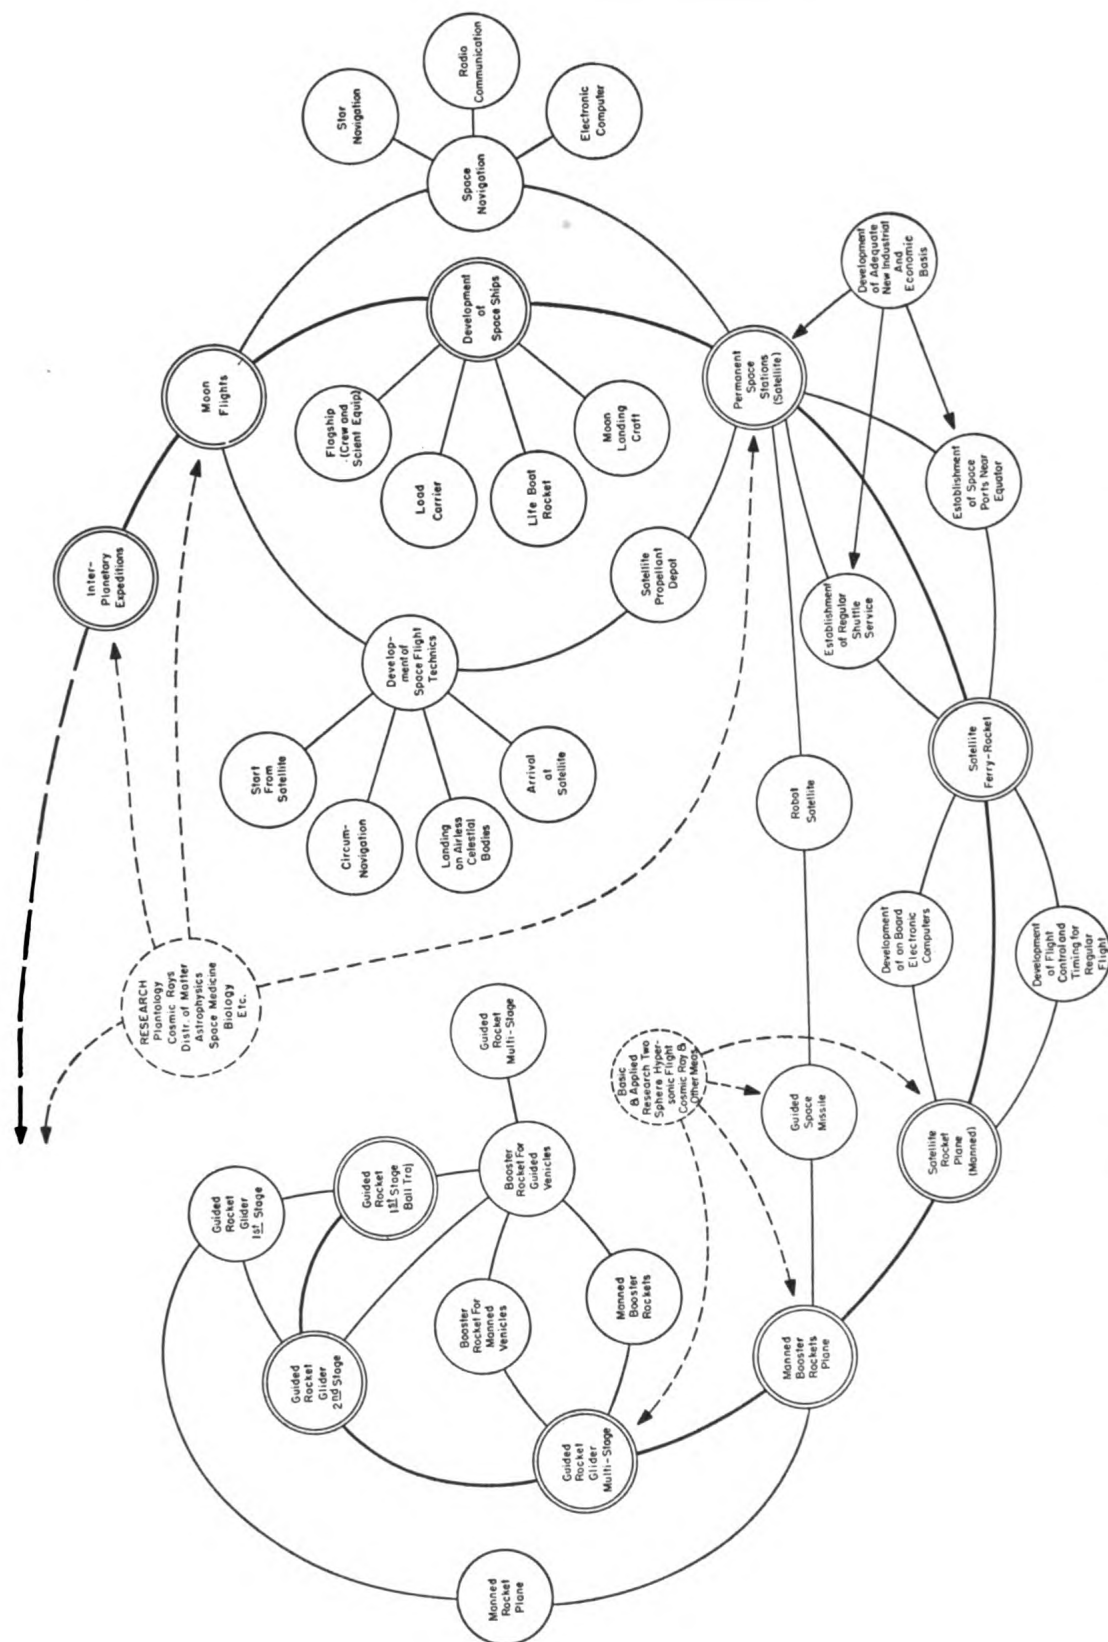 Inter-
Planetary
Expeditions
Moon
Flights
Star
Navigation
Radio
Communication
Space
Navigation
Electronic
Computer
Development
of
Space Ships
Flagship
(Crew and
Scient Equip)
Load
Carrier
Life Boat
Rocket
Moon
Landing
Craft
Develop-
ment of
Space Flight
Technics
Start
From
Satellite
Circum-
Navigation
Landing
on Airless
Celestial
Bodies
Arrival
at
Satellite
Satellite
Propellant
Depot
Permanent
Space
Stations
(Satellite)
Development
of Adequate
New Industrial
And
Economic
Basis
Establishment
of Space
Ports Near
Equator
Establishment
of Regular
Shuttle
Service
Satellite
Ferry-Rocket
Robot
Satellite
Development
of on Board
Electronic
Computers
Development
of Flight
Control and
Timing for
Regular
Flight
RESEARCH
Plantology
Cosmic Rays
Distr. of Matter
Astrophysics
Space Medicine
Biology
Etc.
Guided
Rocket
Multi-Stage
Basic
& Applied
Research Two
Sphere Hyper-
sonic Flight
Cosmic Ray &
Other Meas.
Guided
Space
Missile
Satellite
Rocket
Plane
(Manned)
Guided
Rocket
Glider
1st Stage
Guided
Rocket
1st Stage
Ball Traj
Booster
Rocket For
Guided
Vehicles
Guided
Rocket
Glider
2nd Stage
Booster
Rocket For
Manned
Venicles
Manned
Booster
Rockets
Manned
Booster
Rockets
Plane
Guided
Rocket
Glider
Multi-Stage
Manned
Rocket
Plane